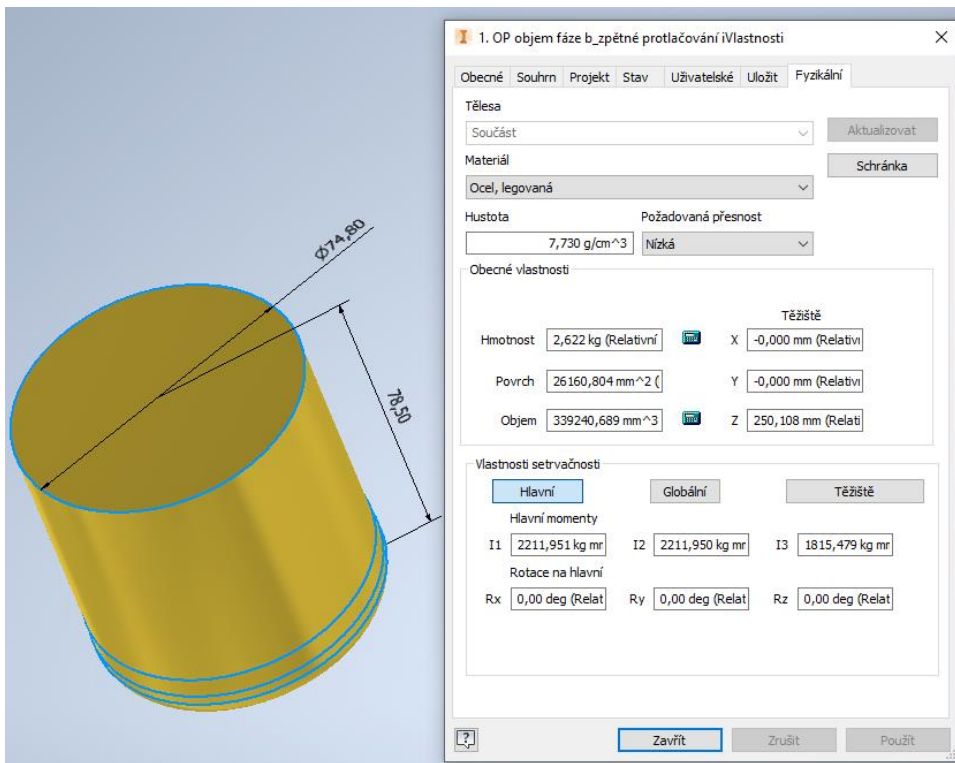 1. OP objem fáze b_zpětné protlačování iVlastnosti
Obecné Souhrn Projekt Stav Uživatelské Uložit Fyzikální
Tělesa
Součást
Aktualizovat
Materiál
Schránka
Ocel, legovaná
Hustota Požadovaná přesnost
7,730 g/cm^3 Nízká
Obecné vlastnosti
Těžiště
Hmotnost 2,622 kg (Relativní X -0,000 mm (Relativi
Povrch 26160,804 mm^2 ( Y -0,000 mm (Relativi
Objem 339240,689 mm^3 Z 250,108 mm (Relati
Vlastnosti setrvačnosti
Hlavní Globální Těžiště
Hlavní momenty
I1 2211,951 kg mr I2 2211,950 kg mr I3 1815,479 kg mr
Rotace na hlavní
Rx 0,00 deg (Relat Ry 0,00 deg (Relat Rz 0,00 deg (Relat
Zavřít Zrušit Použít
Ø74,80
78,50